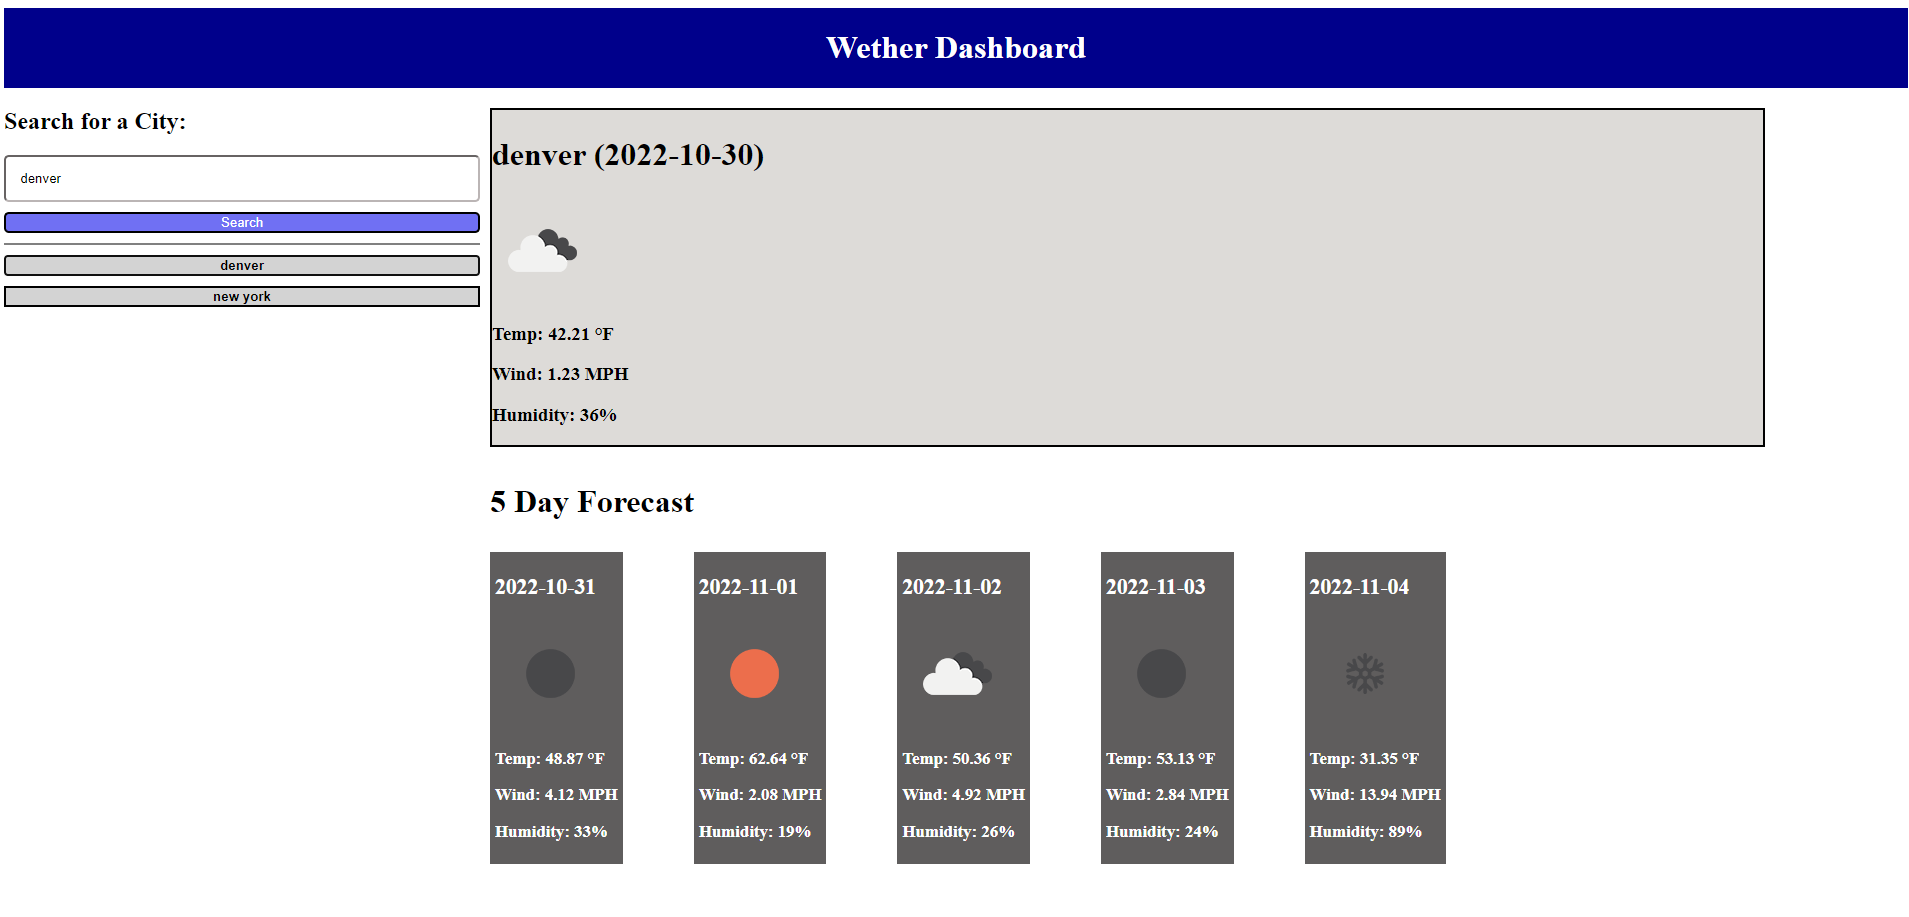 Wether Dashboard
Search for a City:
denver
Search
denver
new york
denver (2022-10-30)
Temp: 42.21 °F
Wind: 1.23 MPH
Humidity: 36%
5 Day Forecast
2022-10-31
Temp: 48.87 °F
Wind: 4.12 MPH
Humidity: 33%
2022-11-01
Temp: 62.64 °F
Wind: 2.08 MPH
Humidity: 19%
2022-11-02
Temp: 50.36 °F
Wind: 4.92 MPH
Humidity: 26%
2022-11-03
Temp: 53.13 °F
Wind: 2.84 MPH
Humidity: 24%
2022-11-04
Temp: 31.35 °F
Wind: 13.94 MPH
Humidity: 89%